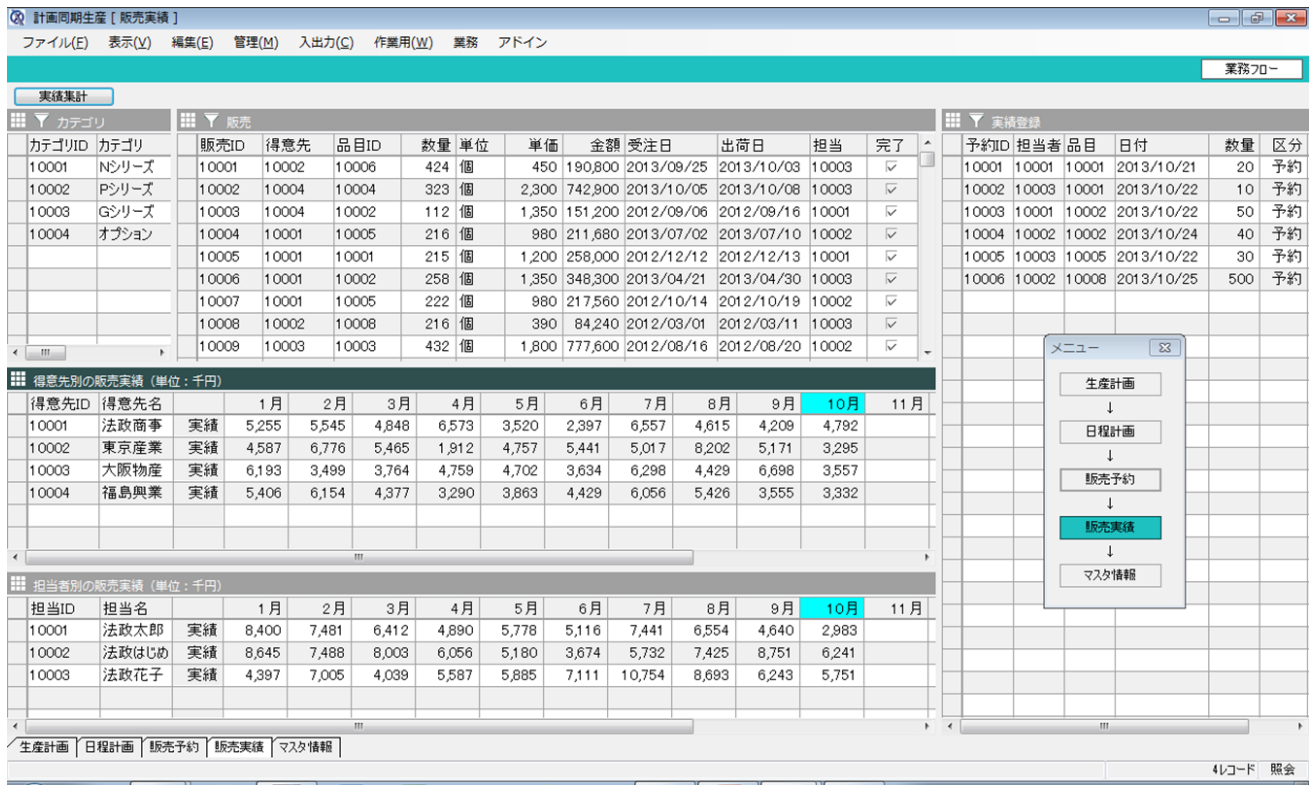 計画同期生産 [ 販売実績 ]
ファイル(F) 表示(V) 編集(E) 管理(M) 入出力(C) 作業用(W) 業務 アドイン
業務フロー
実績集計
カテゴリ
カテゴリID カテゴリ
10001 Nシリーズ
10002 Pシリーズ
10003 Gシリーズ
10004 オプション
販売
販売ID 得意先 品目ID 数量 単位 単価 金額 受注日 出荷日 担当 完了
10001 10002 10006 424 個 450 190,800 2013/09/25 2013/10/03 10003
10002 10004 10004 323 個 2,300 742,900 2013/10/05 2013/10/08 10003
10003 10004 10002 112 個 1,350 151,200 2012/09/06 2012/09/16 10001
10004 10001 10005 216 個 980 211,680 2013/07/02 2013/07/10 10002
10005 10001 10001 215 個 1,200 258,000 2012/12/12 2012/12/13 10001
10006 10001 10002 258 個 1,350 348,300 2013/04/21 2013/04/30 10003
10007 10001 10005 222 個 980 217,560 2012/10/14 2012/10/19 10002
10008 10002 10008 216 個 390 84,240 2012/03/01 2012/03/11 10003
10009 10003 10003 432 個 1,800 777,600 2012/08/16 2012/08/20 10002
実績登録
予約ID 担当者 品目 日付 数量 区分
10001 10001 10001 2013/10/21 20 予約
10002 10003 10001 2013/10/22 10 予約
10003 10001 10002 2013/10/22 50 予約
10004 10002 10002 2013/10/24 40 予約
10005 10003 10005 2013/10/22 30 予約
10006 10002 10008 2013/10/25 500 予約
得意先別の販売実績（単位：千円）
得意先ID 得意先名 1月 2月 3月 4月 5月 6月 7月 8月 9月 10月 11月
10001 法政商事 実績 5,255 5,545 4,848 6,573 3,520 2,397 6,557 4,615 4,209 4,792
10002 東京産業 実績 4,587 6,776 5,465 1,912 4,757 5,441 5,017 8,202 5,171 3,295
10003 大阪物産 実績 6,193 3,499 3,764 4,759 4,702 3,634 6,298 4,429 6,698 3,557
10004 福島興業 実績 5,406 6,154 4,377 3,290 3,863 4,429 6,056 5,426 3,555 3,332
担当者別の販売実績（単位：千円）
担当ID 担当名 1月 2月 3月 4月 5月 6月 7月 8月 9月 10月 11月
10001 法政太郎 実績 8,400 7,481 6,412 4,890 5,778 5,116 7,441 6,554 4,640 2,983
10002 法政はじめ 実績 8,645 7,488 8,003 6,056 5,180 3,674 5,732 7,425 8,751 6,241
10003 法政花子 実績 4,397 7,005 4,039 5,587 5,885 7,111 10,754 8,693 6,243 5,751
メニュー
生産計画
↓
日程計画
↓
販売予約
↓
販売実績
↓
マスタ情報
生産計画 日程計画 販売予約 販売実績 マスタ情報
4レコード 照会